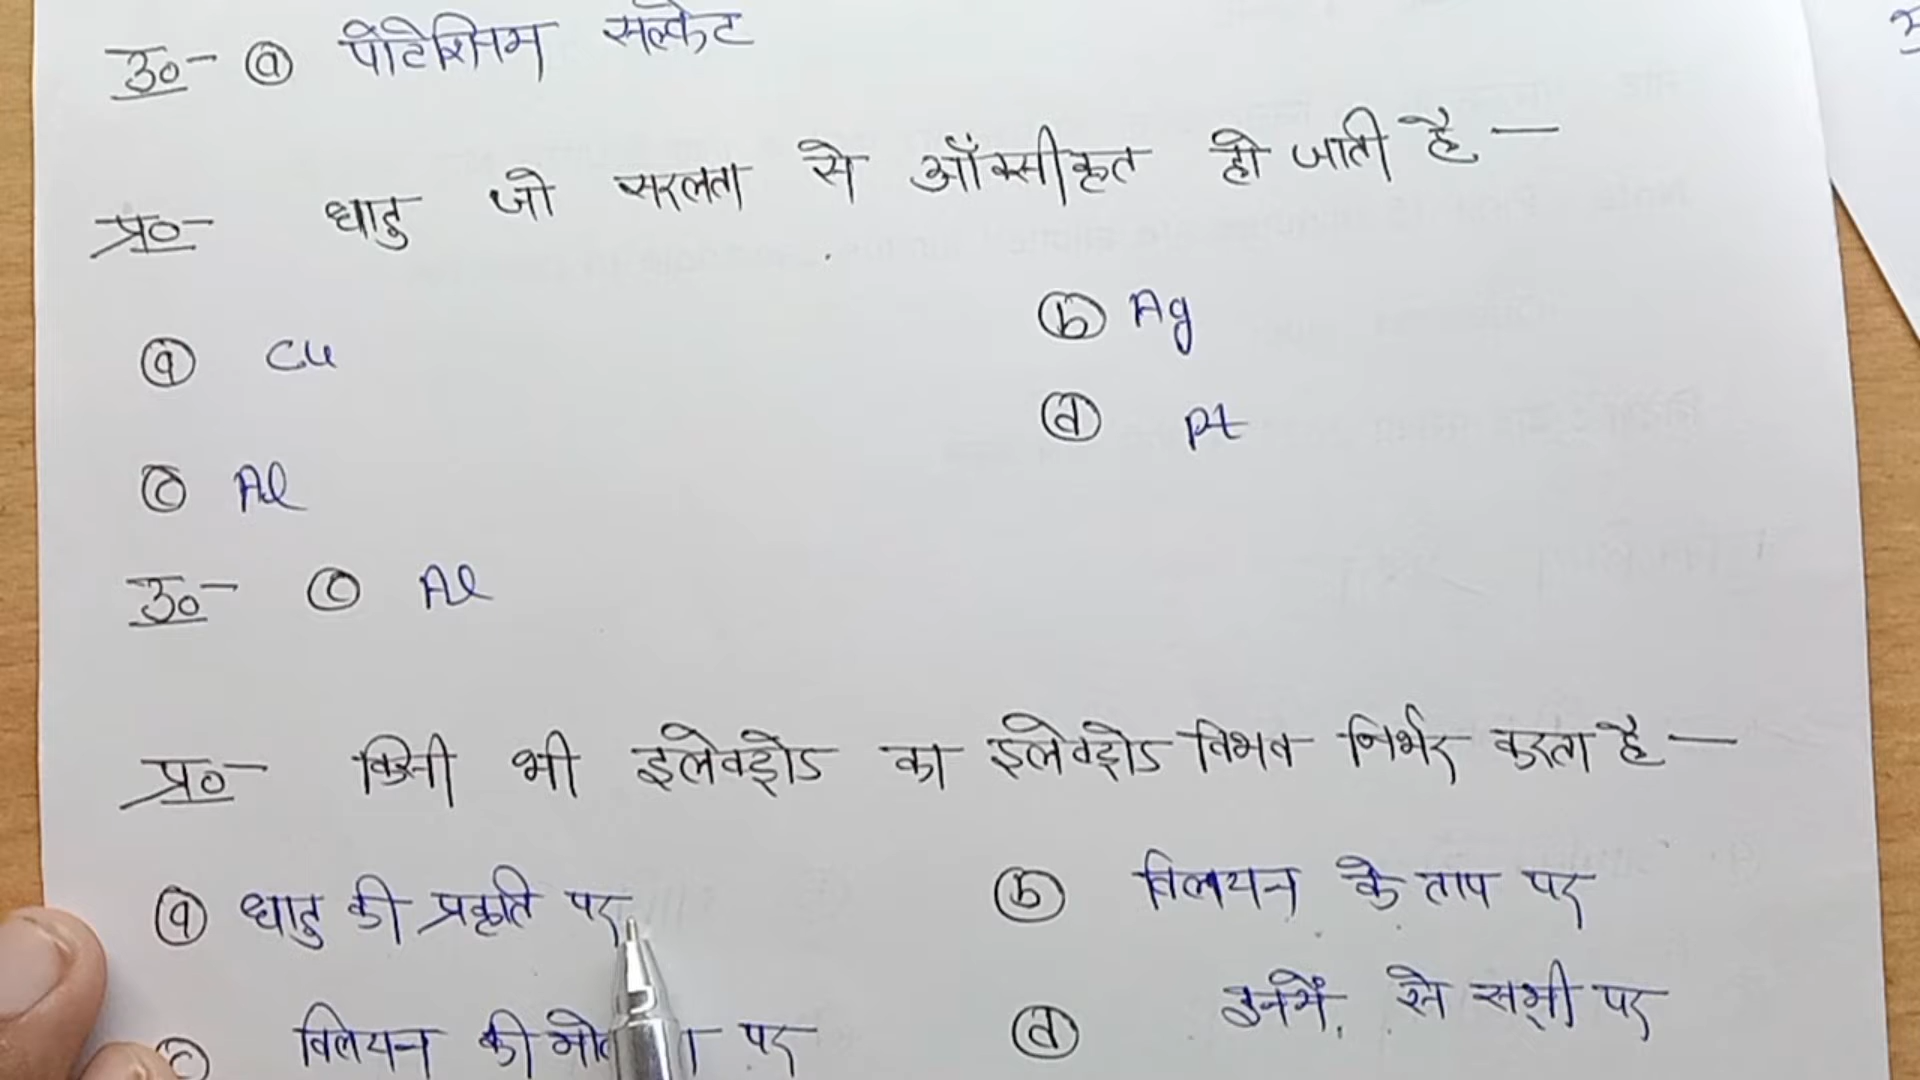 उ०- (a) पोटेशियम सल्फेट
प्र०- धातु जो सरलता से ऑक्सीकृत हो जाती है —
(a) Cu (b) Ag
(c) Al (d) Pt
उ०- (c) Al
प्र०- किसी भी इलेक्ट्रोड का इलेक्ट्रोड विभव निर्भर करता है —
(a) धातु की प्रकृति पर (b) विलयन के ताप पर
(c) विलयन की पर (d) इनमें से सभी पर